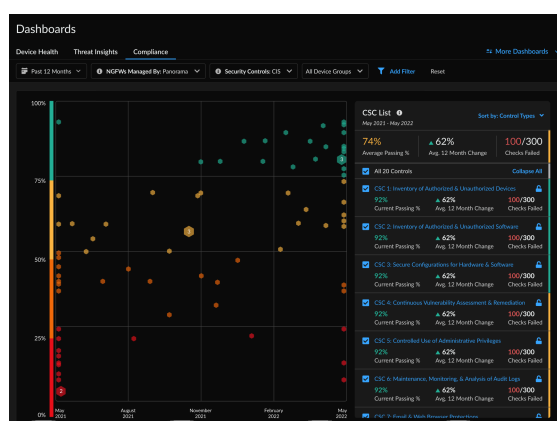 Dashboards
Device Health Threat Insights Compliance More Dashboards
Past 12 Months NGFWs Managed By: Panorama Security Controls: CIS All Device Groups Add Filter Reset
100%
75%
50%
25%
0%
3
1
2
May 2021
August 2021
November 2021
February 2022
May 2022
CSC List Sort by: Control Types
May 2021 - May 2022
74% 62% 100/300
Average Passing % Avg. 12 Month Change Checks Failed
All 20 Controls Collapse All
CSC 1: Inventory of Authorized & Unauthorized Devices
92% 62% 100/300
Current Passing % Avg. 12 Month Change Checks Failed
CSC 2: Inventory of Authorized & Unauthorized Software
92% 62% 100/300
Current Passing % Avg. 12 Month Change Checks Failed
CSC 3: Secure Configurations for Hardware & Software
92% 62% 100/300
Current Passing % Avg. 12 Month Change Checks Failed
CSC 4: Continuous Vulnerability Assessment & Remediation
92% 62% 100/300
Current Passing % Avg. 12 Month Change Checks Failed
CSC 5: Controlled Use of Administrative Privileges
92% 62% 100/300
Current Passing % Avg. 12 Month Change Checks Failed
CSC 6: Maintenance, Monitoring, & Analysis of Audit Logs
92% 62% 100/300
Current Passing % Avg. 12 Month Change Checks Failed
CSC 7: Email & Web Browser Protections